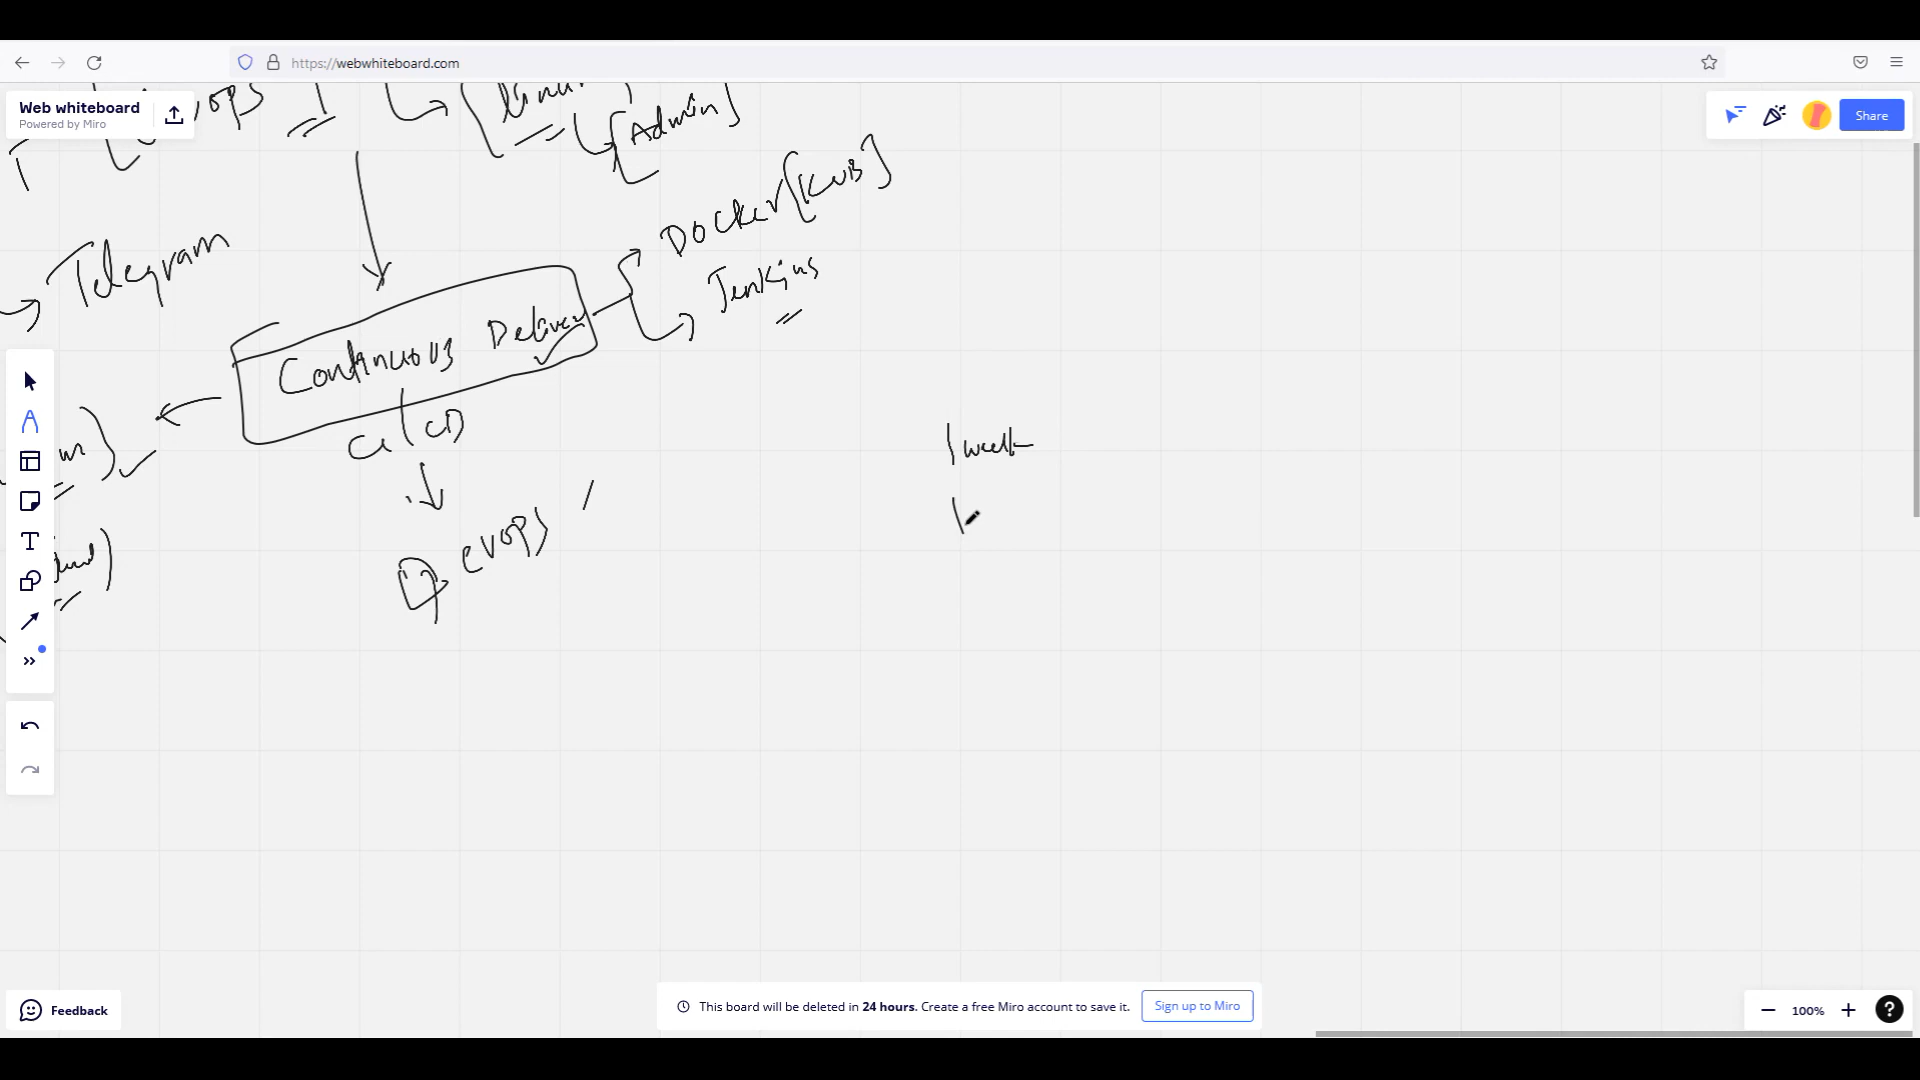 https://webwhiteboard.com
Web whiteboard
Powered by Miro
Share
[Admin]
Docker[KUB]
Telegram
Jenkins
Continuous Deliver
CI/CD
1 week
Devops
Feedback
This board will be deleted in 24 hours. Create a free Miro account to save it.
Sign up to Miro
100%